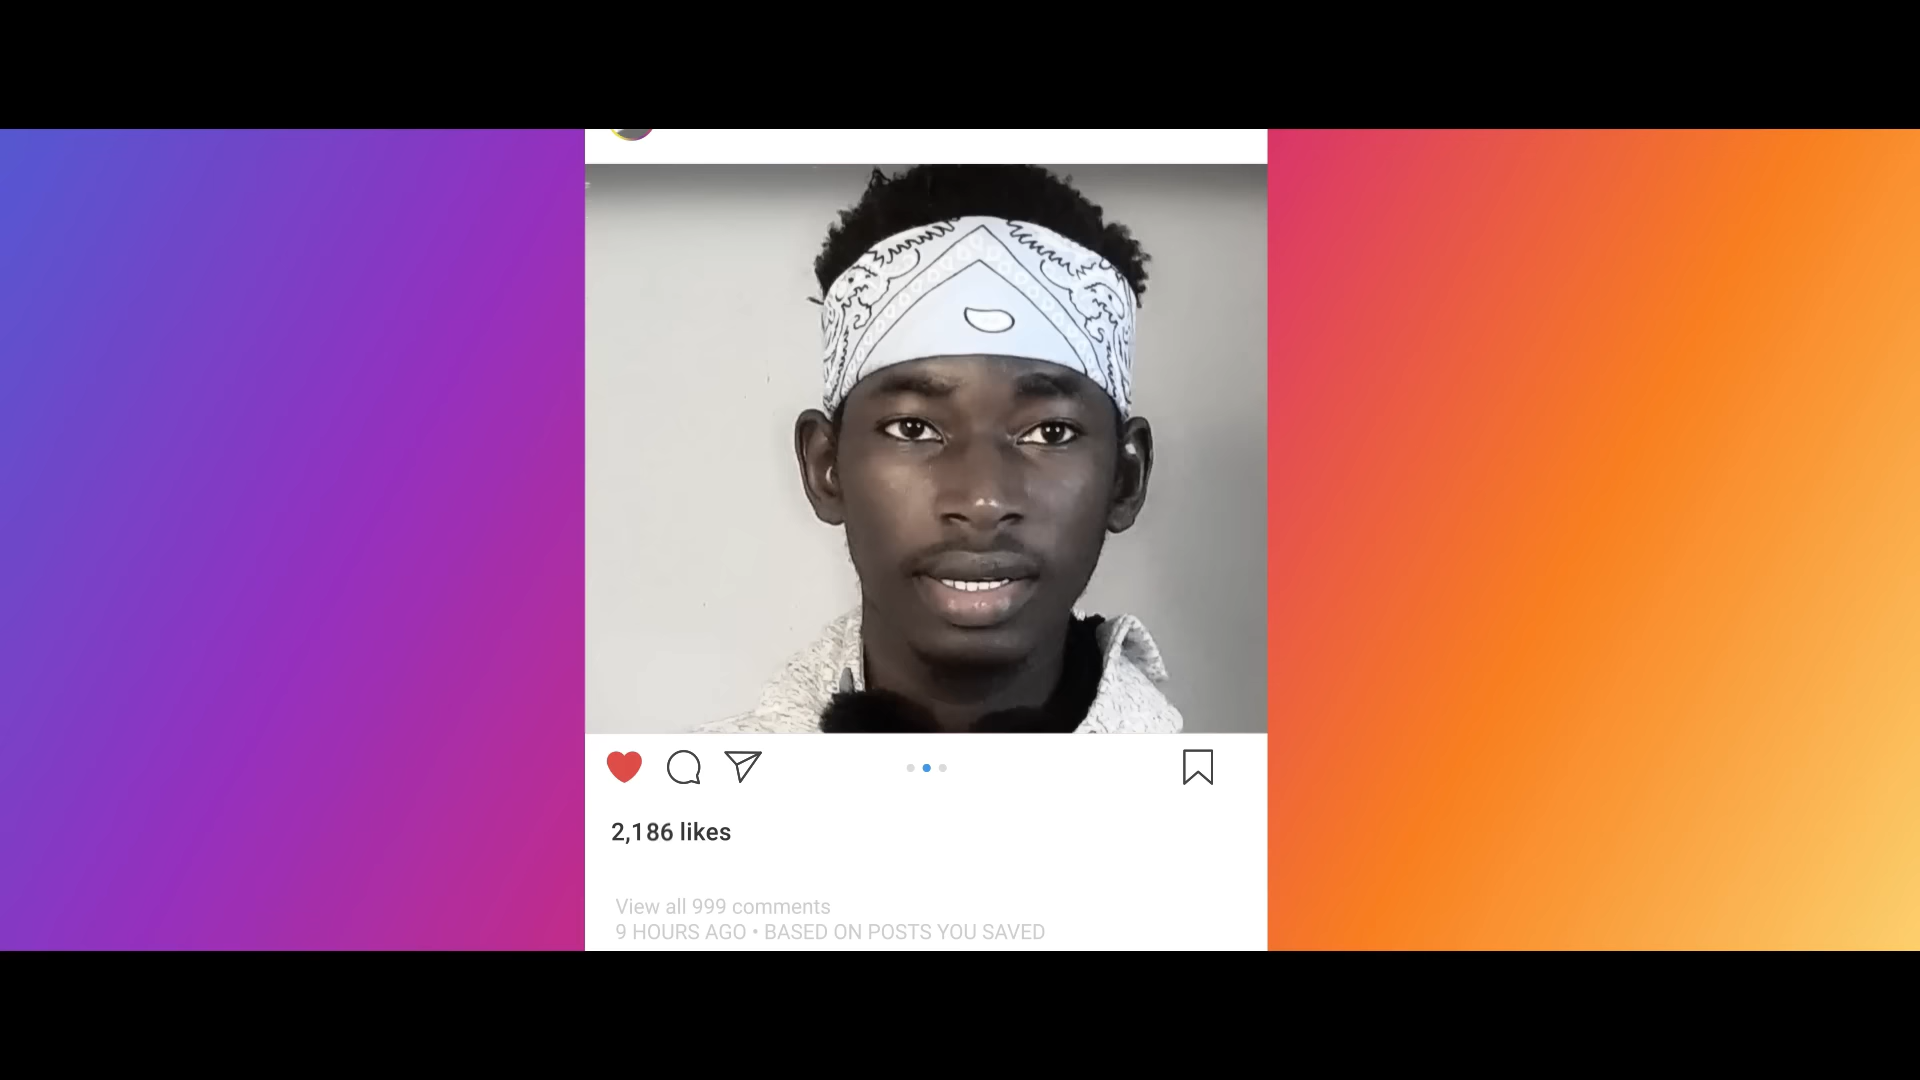 2,186 likes
View all 999 comments
9 HOURS AGO • BASED ON POSTS YOU SAVED